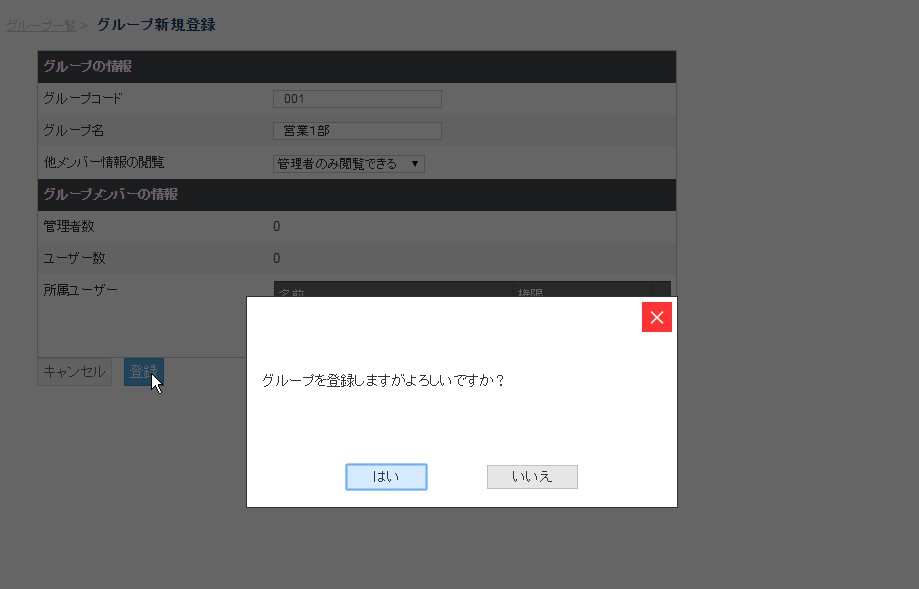 グループ一覧 > グループ新規登録
グループの情報
グループコード 001
グループ名 営業1部
他メンバー情報の閲覧 管理者のみ閲覧できる ▼
グループメンバーの情報
管理者数 0
ユーザー数 0
所属ユーザー 名前 権限
キャンセル 登録
グループを登録しますがよろしいですか？
はい いいえ